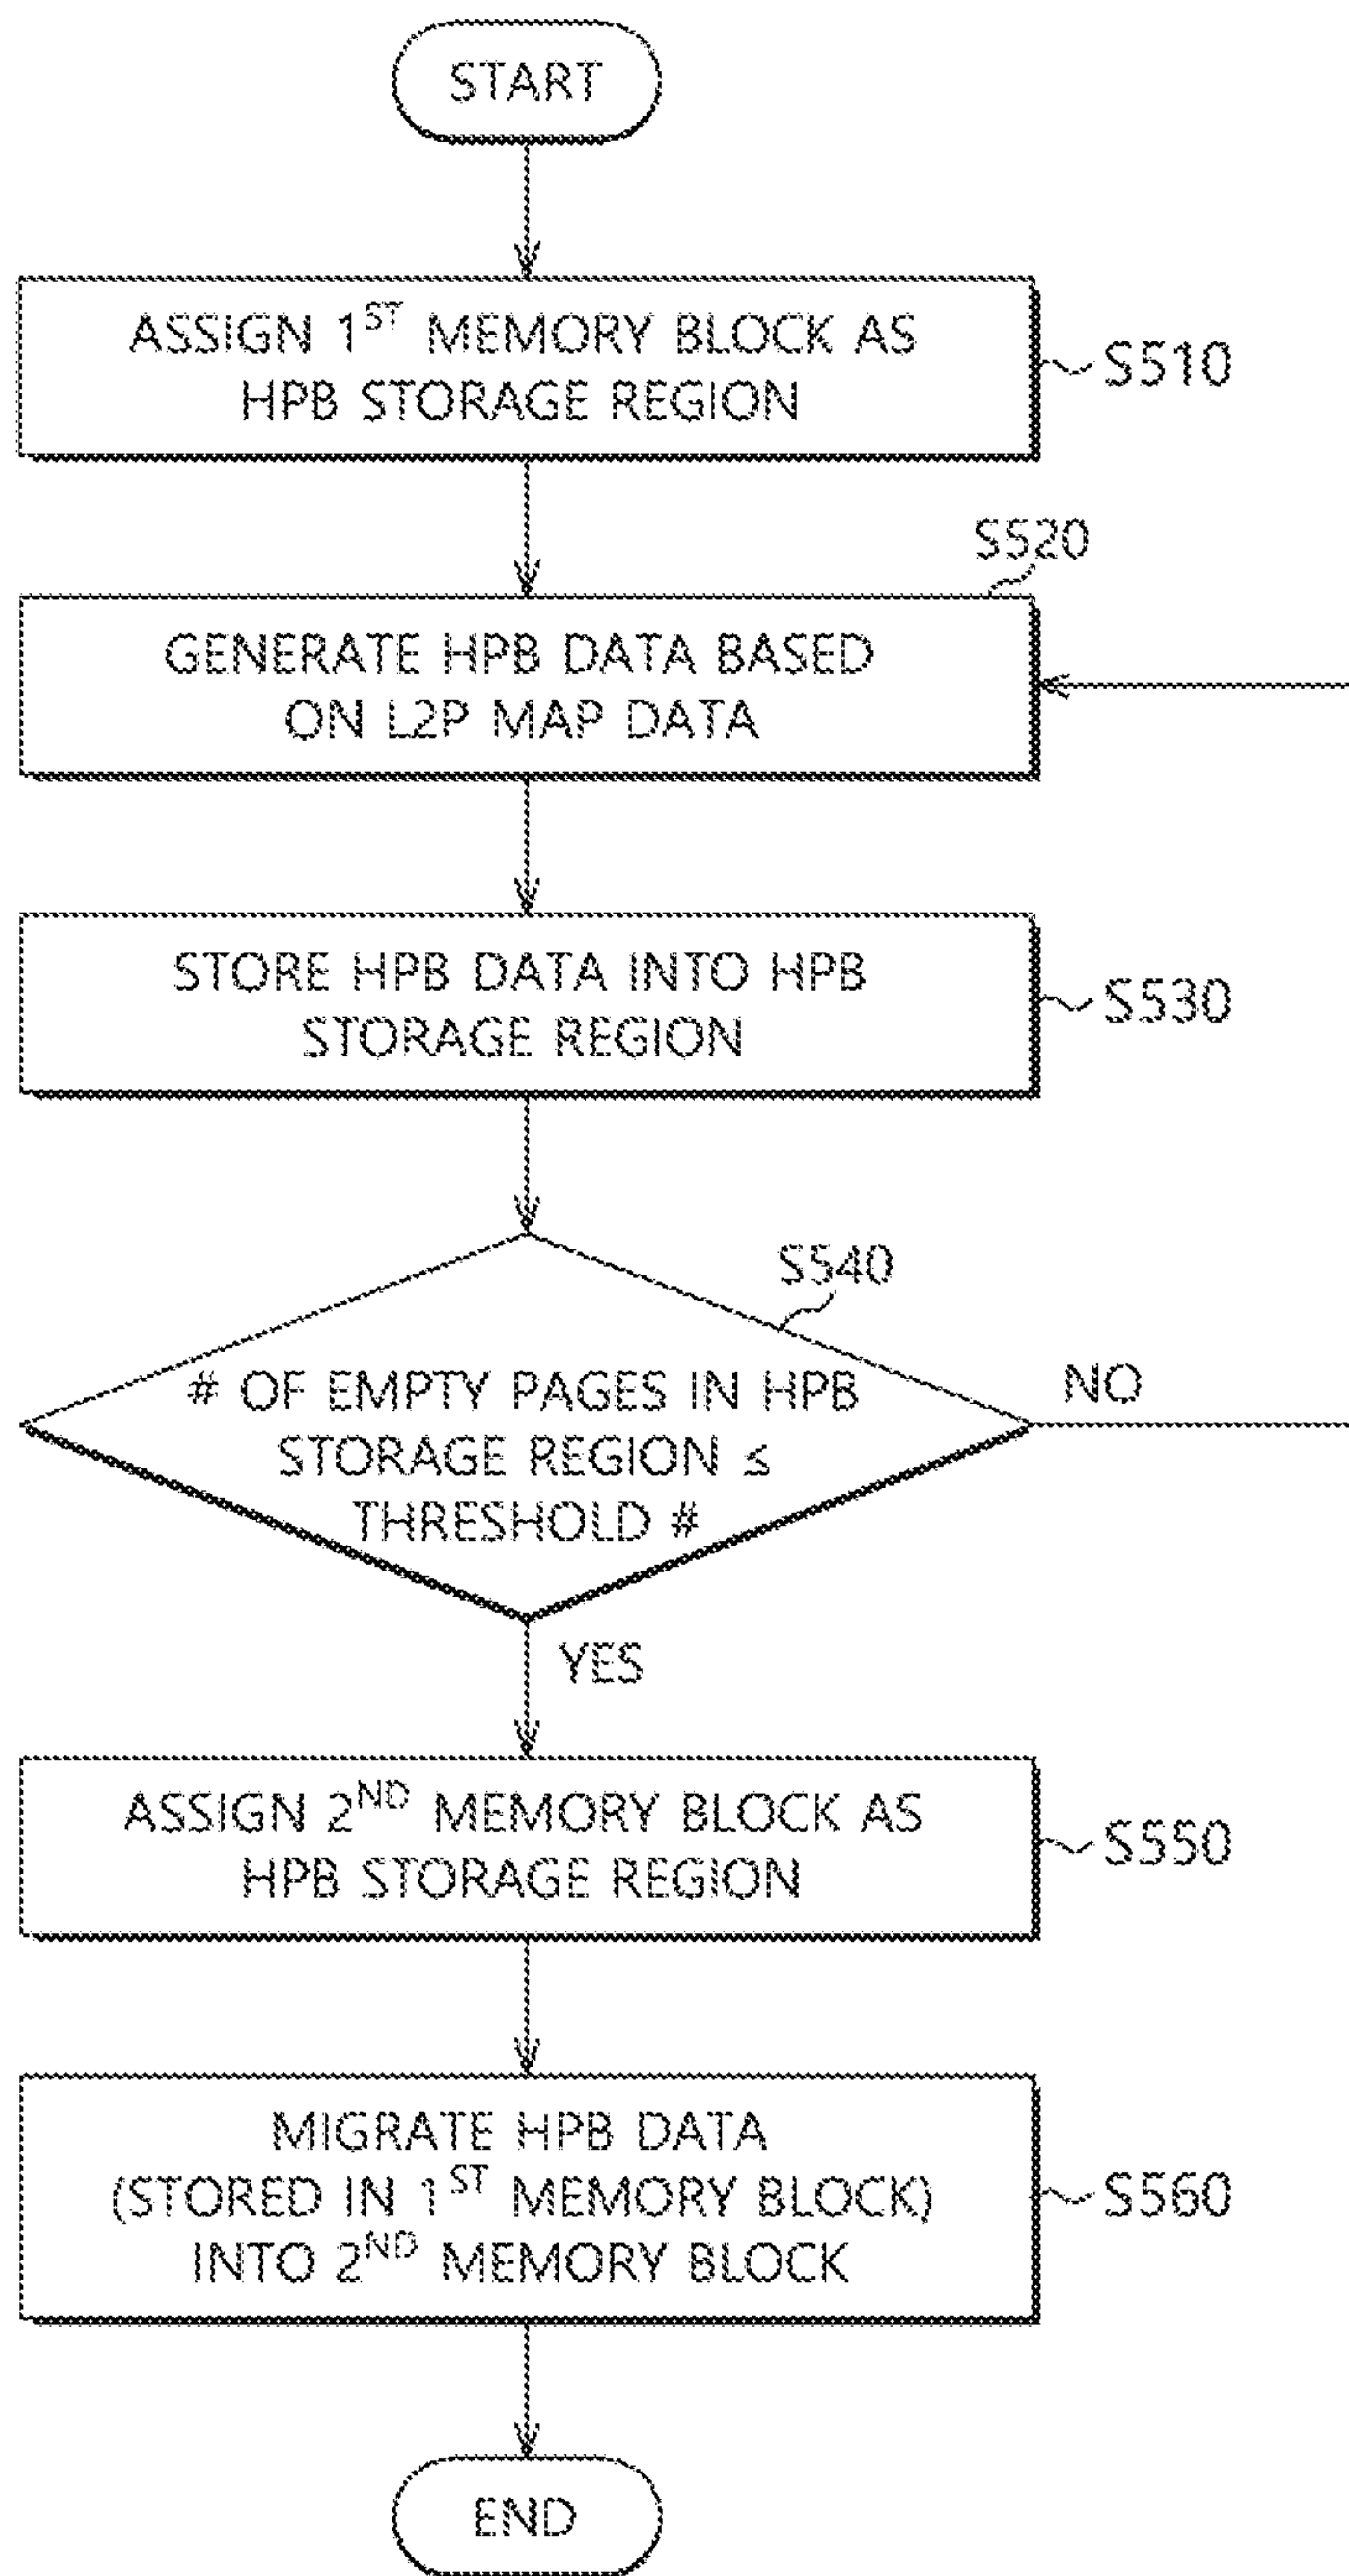 START
ASSIGN 1ST MEMORY BLOCK AS
HPB STORAGE REGION
S510
S520
GENERATE HPB DATA BASED
ON L2P MAP DATA
STORE HPB DATA INTO HPB
STORAGE REGION
S530
S540
# OF EMPTY PAGES IN HPB
STORAGE REGION ≤
THRESHOLD #
NO
YES
ASSIGN 2ND MEMORY BLOCK AS
HPB STORAGE REGION
S550
MIGRATE HPB DATA
(STORED IN 1ST MEMORY BLOCK)
INTO 2ND MEMORY BLOCK
S560
END